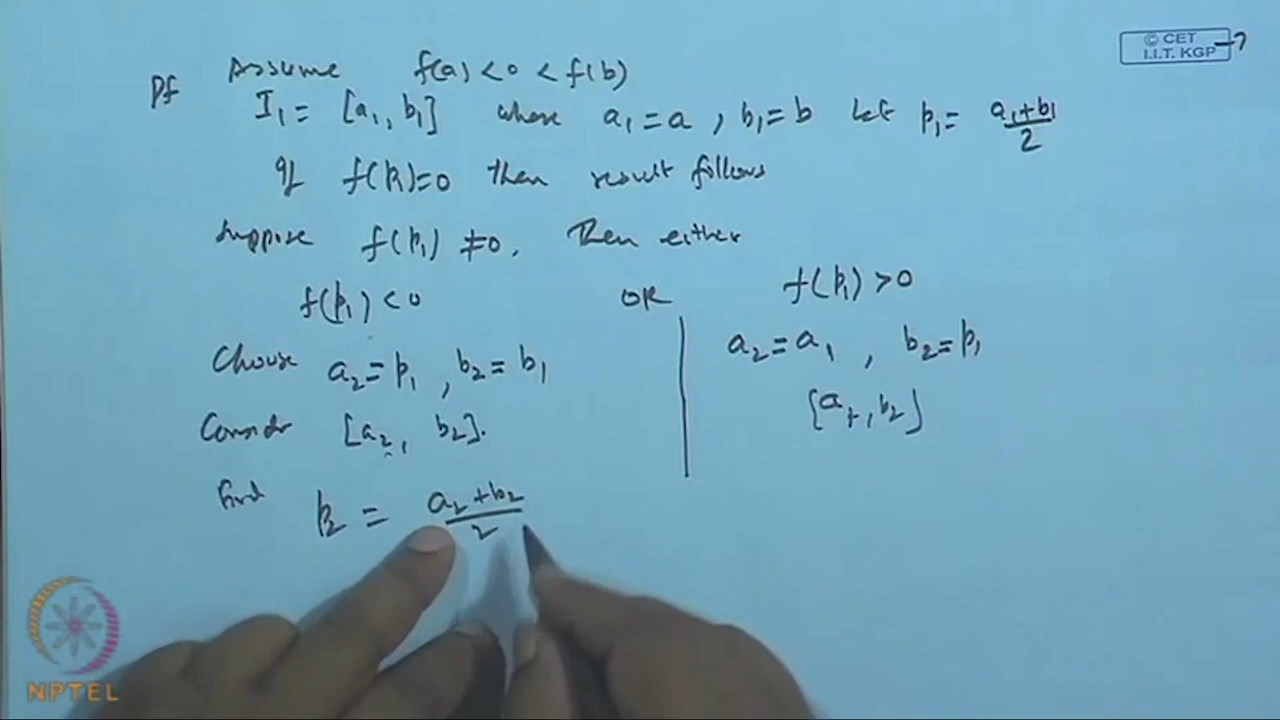 © CET
I.I.T. KGP
7
Pf Assume f(a) < 0 < f(b)
I₁ = [a₁, b₁] where a₁ = a, b₁ = b let p₁ = (a₁+b₁)/2
If f(p₁) = 0 then result follows
Suppose f(p₁) ≠ 0. Then either
f(p₁) < 0 OR f(p₁) > 0
Choose a₂ = p₁, b₂ = b₁ a₂ = a₁, b₂ = p₁
Consider [a₂, b₂]. [a₂, b₂]
Find p₂ = (a₂+b₂)/2
NPTEL